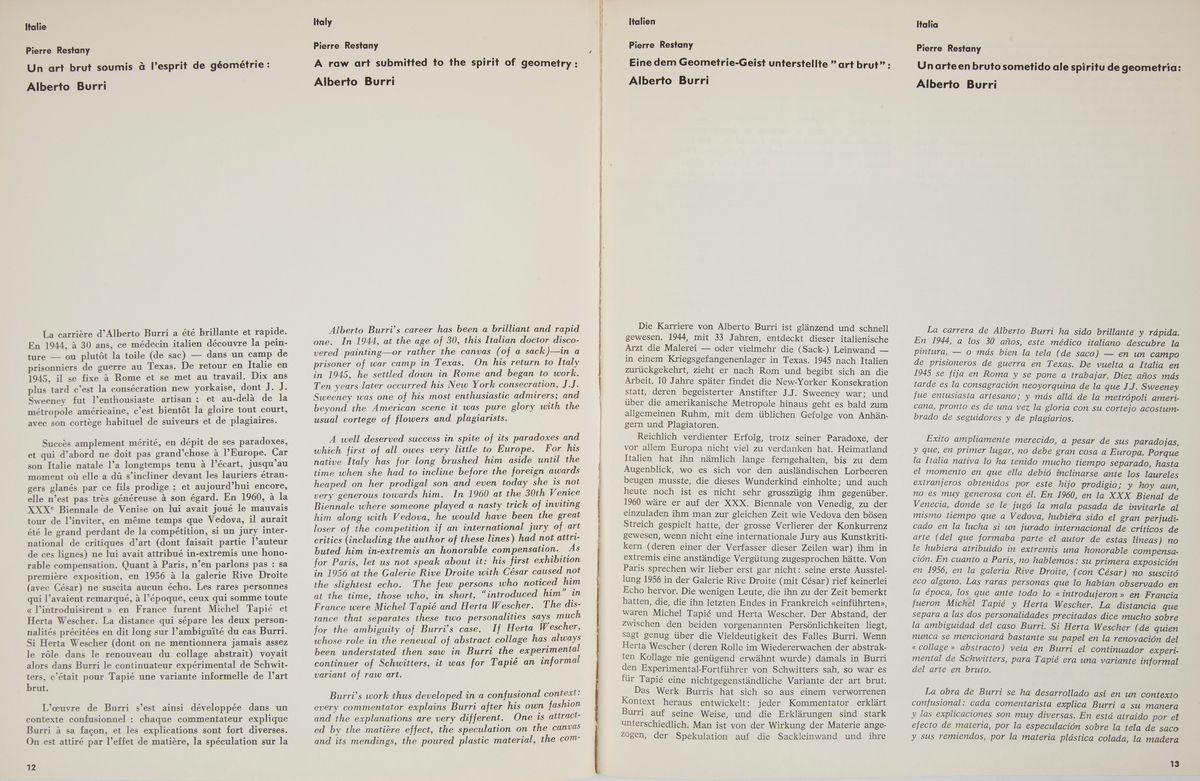 Italie
Pierre Restany
Un art brut soumis à l'esprit de géométrie :
Alberto Burri
La carrière d'Alberto Burri a été brillante et rapide.
En 1944, à 30 ans, ce médecin italien découvre la pein-
ture — ou plutôt la toile (de sac) — dans un camp de
prisonniers de guerre au Texas. De retour en Italie en
1945, il se fixe à Rome et se met au travail. Dix ans
plus tard c'est la consécration new yorkaise, dont J. J.
Sweeney fut l'enthousiaste artisan ; et au-delà de la
métropole américaine, c'est bientôt la gloire tout court,
avec son cortège habituel de suiveurs et de plagiaires.
Succès amplement mérité, en dépit de ses paradoxes,
et qui d'abord ne doit pas grand'chose à l'Europe. Car
son Italie natale l'a longtemps tenu à l'écart, jusqu'au
moment où elle a dû s'incliner devant les lauriers étran-
gers glanés par ce fils prodige ; et aujourd'hui encore,
elle n'est pas très généreuse à son égard. En 1960, à la
XXXe Biennale de Venise on lui avait joué le mauvais
tour de l'inviter, en même temps que Vedova, il aurait
été le grand perdant de la compétition, si un jury inter-
national de critiques d'art (dont faisait partie l'auteur
de ces lignes) ne lui avait attribué in-extremis une hono-
rable compensation. Quant à Paris, n'en parlons pas : sa
première exposition, en 1956 à la galerie Rive Droite
(avec César) ne suscita aucun écho. Les rares personnes
qui l'avaient remarqué, à l'époque, ceux qui somme toute
« l'introduisirent » en France furent Michel Tapié et
Herta Wescher. La distance qui sépare les deux person-
nalités précitées en dit long sur l'ambiguïté du cas Burri.
Si Herta Wescher (dont on ne mentionnera jamais assez
le rôle dans le renouveau du collage abstrait) voyait
alors dans Burri le continuateur expérimental de Schwit-
ters, c'était pour Tapié une variante informelle de l'art
brut.
L'œuvre de Burri s'est ainsi développée dans un
contexte confusionnel : chaque commentateur explique
Burri à sa façon, et les explications sont fort diverses.
On est attiré par l'effet de matière, la spéculation sur la
12
Italy
Pierre Restany
A raw art submitted to the spirit of geometry :
Alberto Burri
Alberto Burri's career has been a brilliant and rapid
one. In 1944, at the age of 30, this Italian doctor disco-
vered painting—or rather the canvas (of a sack)—in a
prisoner of war camp in Texas. On his return to Italy
in 1945, he settled down in Rome and began to work.
Ten years later occurred his New York consecration, J.J.
Sweeney was one of his most enthusiastic admirers; and
beyond the American scene it was pure glory with the
usual cortege of flowers and plagiarists.
A well deserved success in spite of its paradoxes and
which first of all owes very little to Europe. For his
native Italy has for long brushed him aside until the
time when she had to incline before the foreign awards
heaped on her prodigal son and even today she is not
very generous towards him. In 1960 at the 30th Venice
Biennale where someone played a nasty trick of inviting
him along with Vedova, he would have been the great
loser of the competition if an international jury of art
critics (including the author of these lines) had not attri-
buted him in-extremis an honorable compensation. As
for Paris, let us not speak about it: his first exhibition
in 1956 at the Galerie Rive Droite with César caused not
the slightest echo. The few persons who noticed him
at the time, those who, in short, "introduced him" in
France were Michel Tapié and Herta Wescher. The dis-
tance that separates these two personalities says much
for the ambiguity of Burri's case. If Herta Wescher,
whose role in the renewal of abstract collage has always
been understated then saw in Burri the experimental
continuer of Schwitters, it was for Tapié an informal
variant of raw art.
Burri's work thus developed in a confusional context:
every commentator explains Burri after his own fashion
and the explanations are very different. One is attract-
ed by the matière effect, the speculation on the canvas
and its mendings, the poured plastic material, the com-
Italien
Pierre Restany
Eine dem Geometrie-Geist unterstellte "art brut" :
Alberto Burri
Die Karriere von Alberto Burri ist glänzend und schnell
gewesen. 1944, mit 33 Jahren, entdeckt dieser italienische
Arzt die Malerei — oder vielmehr die (Sack-) Leinwand —
in einem Kriegsgefangenenlager in Texas. 1945 nach Italien
zurückgekehrt, zieht er nach Rom und begibt sich an die
Arbeit. 10 Jahre später findet die New-Yorker Konsekration
statt, deren begeisterter Anstifter J.J. Sweeney war; und
über die amerikanische Metropole hinaus geht es bald zum
allgemeinen Ruhm, mit dem üblichen Gefolge von Anhän-
gern und Plagiatoren.
Reichlich verdienter Erfolg, trotz seiner Paradoxe, der
vor allem Europa nicht viel zu verdanken hat. Heimatland
Italien hat ihn nämlich lange ferngehalten, bis zu dem
Augenblick, wo es sich vor den ausländischen Lorbeeren
beugen musste, die dieses Wunderkind einholte; und auch
heute noch ist es nicht sehr grosszügig ihm gegenüber.
1960 wäre er auf der XXX. Biennale von Venedig, zu der
einzuladen ihm man zur gleichen Zeit wie Vedova den bösen
Streich gespielt hatte, der grosse Verlierer der Konkurrenz
gewesen, wenn nicht eine internationale Jury aus Kunstkriti-
kern (deren einer der Verfasser dieser Zeilen war) ihm in
extremis eine anständige Vergütung zugesprochen hätte. Von
Paris sprechen wir lieber erst gar nicht: seine erste Ausstel-
lung 1956 in der Galerie Rive Droite (mit César) rief keinerlei
Echo hervor. Die wenigen Leute, die ihn zu der Zeit bemerkt
hatten, die, die ihn letzten Endes in Frankreich «einführten»,
waren Michel Tapié und Herta Wescher. Der Abstand, der
zwischen den beiden vorgenannten Persönlichkeiten liegt,
sagt genug über die Vieldeutigkeit des Falles Burri. Wenn
Herta Wescher (deren Rolle im Wiedererwachen der abstrak-
ten Kollage nie genügend erwähnt wurde) damals in Burri
den Experimental-Fortführer von Schwitters sah, so war es
für Tapié eine nichtgegenständliche Variante der art brut.
Das Werk Burris hat sich so aus einem verworrenen
Kontext heraus entwickelt: jeder Kommentator erklärt
Burri auf seine Weise, und die Erklärungen sind stark
unterschiedlich. Man ist von der Wirkung der Materie ange-
zogen, der Spekulation auf die Sackleinwand und ihre
Italia
Pierre Restany
Un arte en bruto sometido ale spiritu de geometria:
Alberto Burri
La carrera de Alberto Burri ha sido brillante y rápida.
En 1944, a los 30 años, este médico italiano descubre la
pintura, — o más bien la tela (de saco) — en un campo
de prisioneros de guerra en Texas. De vuelta a Italia en
1945 se fija en Roma y se pone a trabajar. Diez años más
tarde es la consagración neoyorquina de la que J.J. Sweeney
fue entusiasta artesano; y más allá de la metrópoli ameri-
cana, pronto es de una vez la gloria con su cortejo acostum-
brado de seguidores y de plagiarios.
Exito ampliamente merecido, a pesar de sus paradojas,
y que, en primer lugar, no debe gran cosa a Europa. Porque
la Italia nativa lo ha tenido mucho tiempo separado, hasta
el momento en que ella debió inclinarse ante los laureles
extranjeros obtenidos por este hijo prodigio; y hoy aun,
no es muy generosa con él. En 1960, a la XXX Bienal de
Venecia, donde se le jugó la mala pasada de invitarle al
mismo tiempo que a Vedova, hubiera sido el gran perjudi-
cado en la lucha si un jurado internacional de críticos de
arte (del que formaba parte el autor de estas líneas) no
le hubiera atribuido in extremis una honorable compensa-
ción. En cuanto a Paris, no hablemos: su primera exposición
en 1956, en la galeria Rive Droite, (con César) no suscitó
eco alguno. Las raras personas que lo habían observado en
la época, los que ante todo lo «introdujeron» en Francia
fueron Michel Tapié y Herta Wescher. La distancia que
separa a las dos personalidades precitadas dice mucho sobre
la ambigüidad del caso Burri. Si Herta Wescher (de quien
nunca se mencionará bastante su papel en la renovación del
« collage » abstracto) veía en Burri el continuador experi-
mental de Schwitters, para Tapié era una variante informal
del arte en bruto.
La obra de Burri se ha desarrollado así en un contexto
confusional: cada comentarista explica Burri a su manera
y las explicaciones son muy diversas. En está atraido por el
efecto de materia, por la especulación sobre la tela de saco
y sus remiendos, por la materia plástica colada, la madera
13